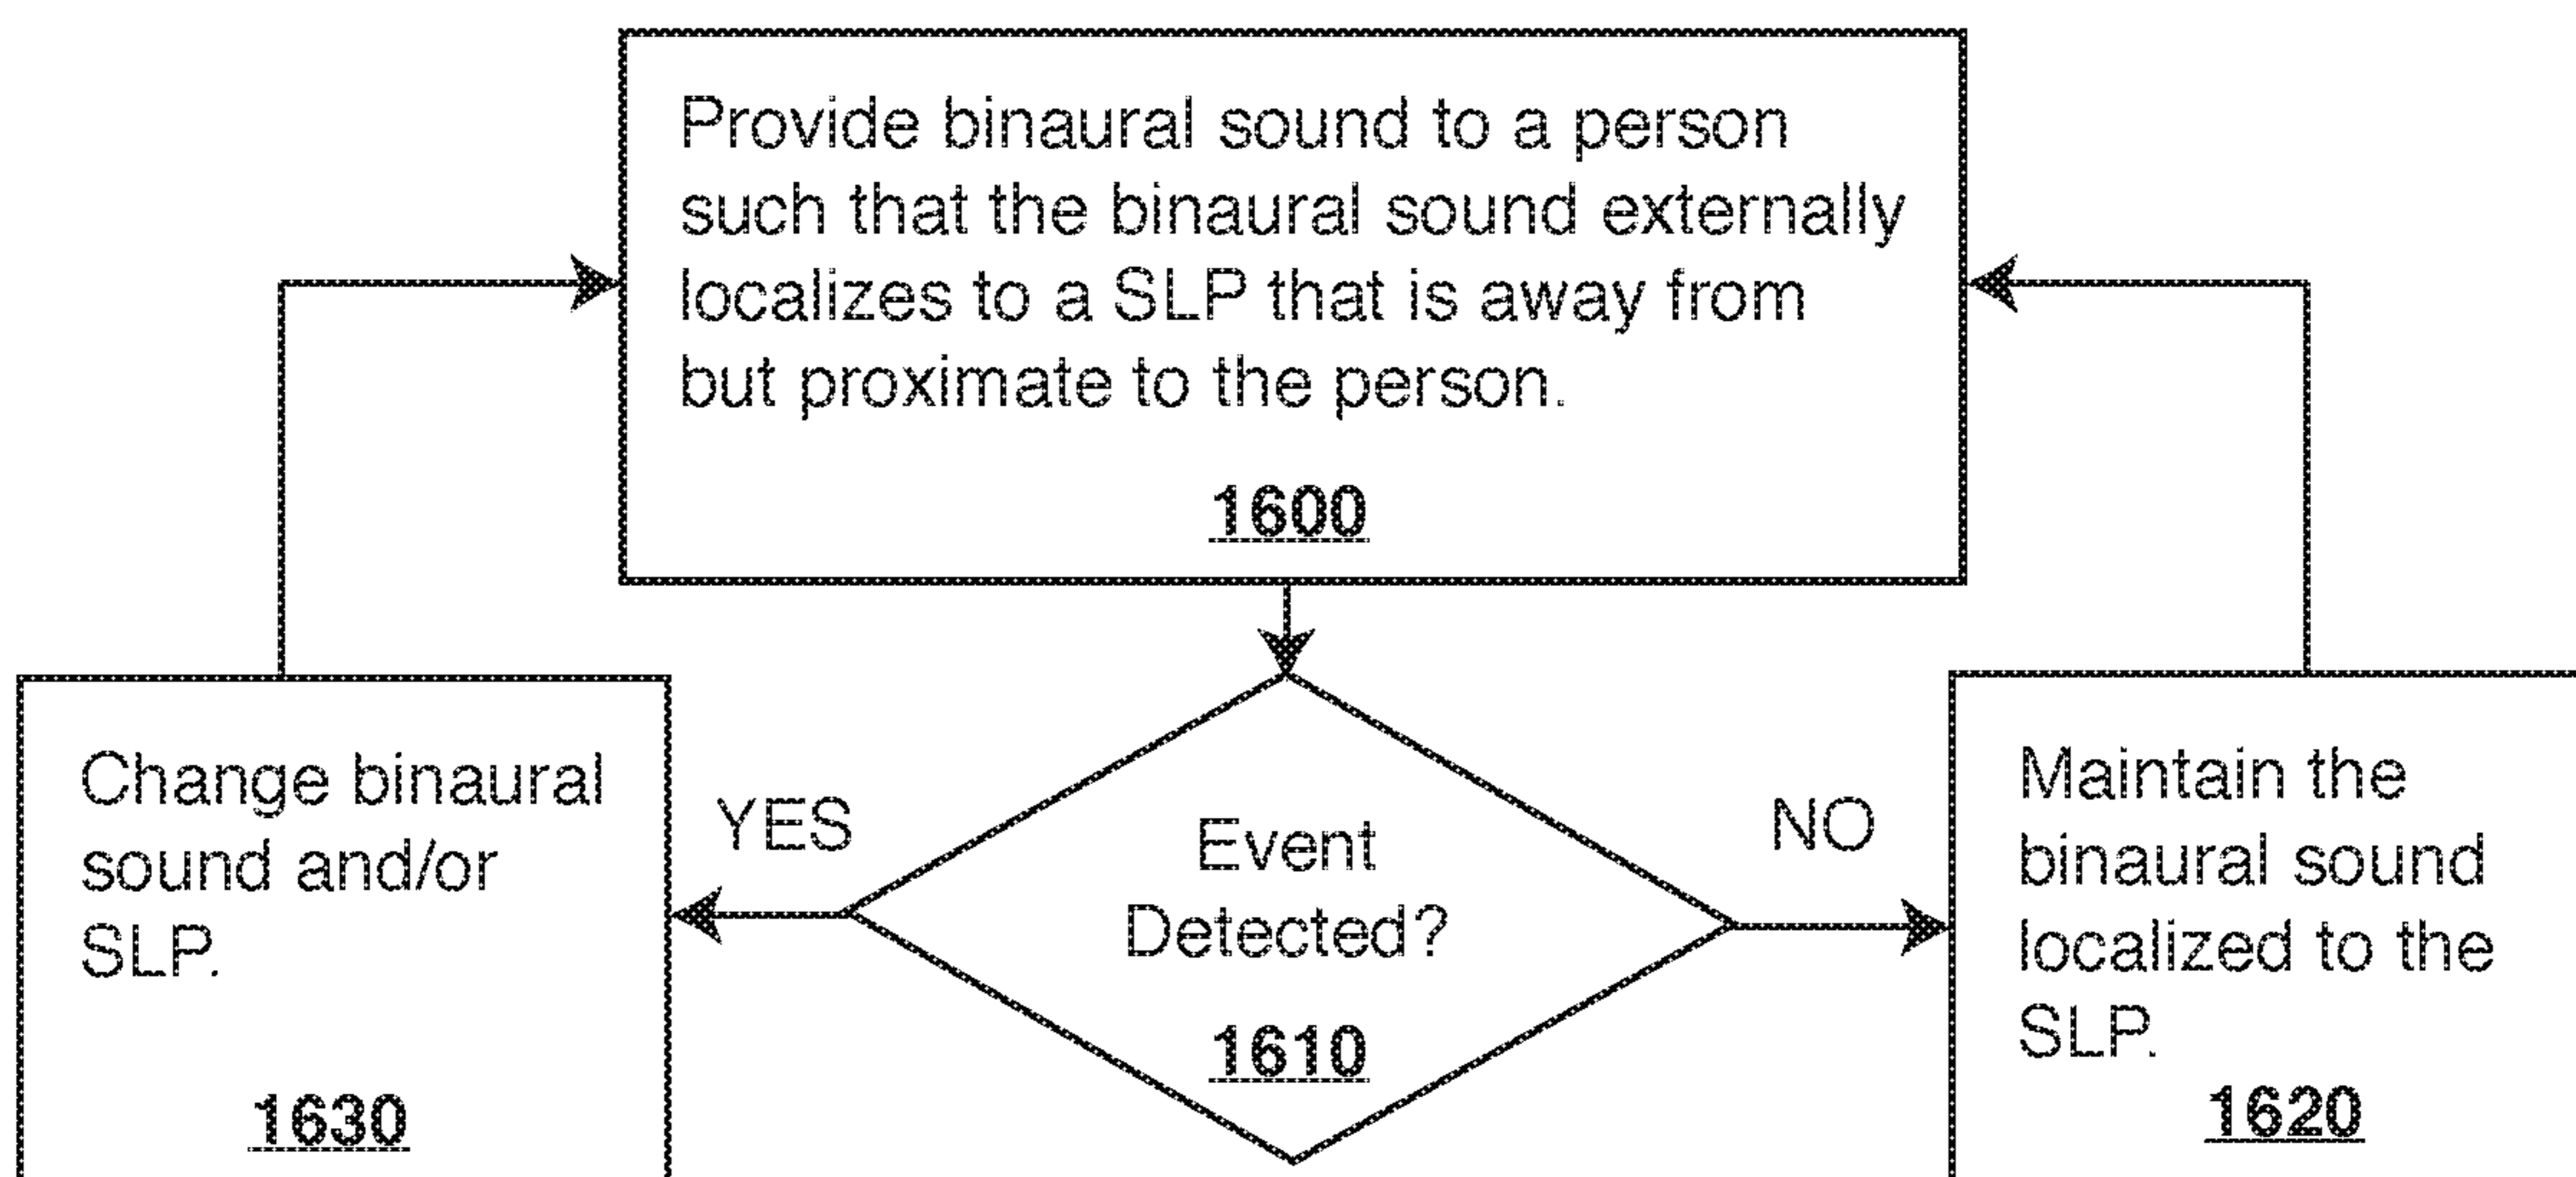 Provide binaural sound to a person
such that the binaural sound externally
localizes to a SLP that is away from
but proximate to the person.
1600
Change binaural
sound and/or
SLP.
1630
YES
Event
Detected?
1610
NO
Maintain the
binaural sound
localized to the
SLP.
1620